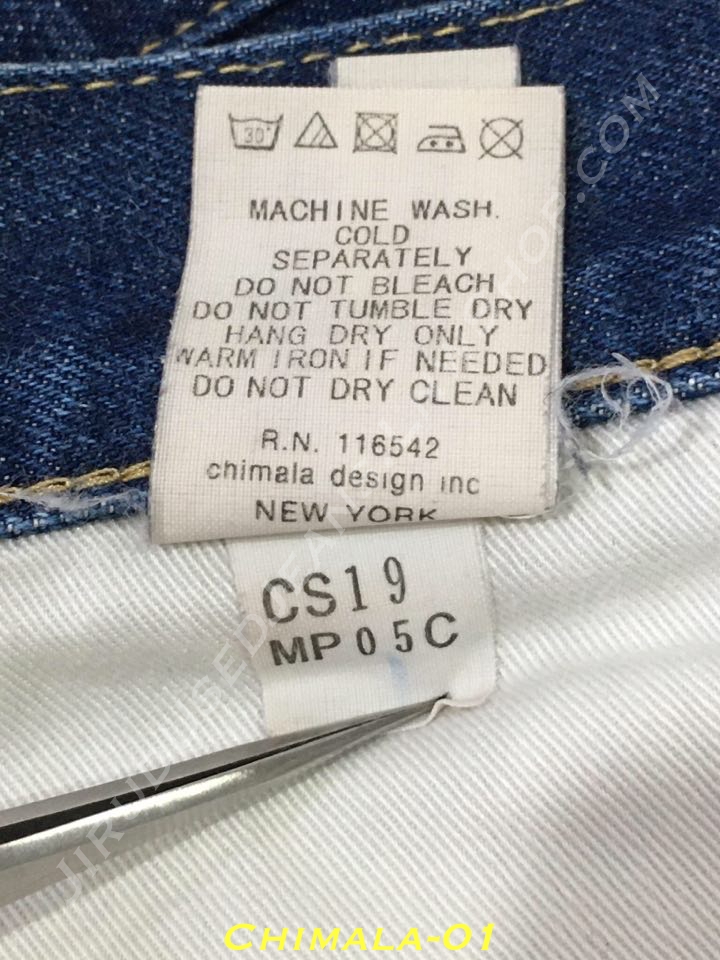 30°
MACHINE WASH.
COLD
SEPARATELY
DO NOT BLEACH
DO NOT TUMBLE DRY
HANG DRY ONLY
WARM IRON IF NEEDED
DO NOT DRY CLEAN
R.N. 116542
chimala design inc
NEW YORK
CS19
MP05C
CHIMALA-01